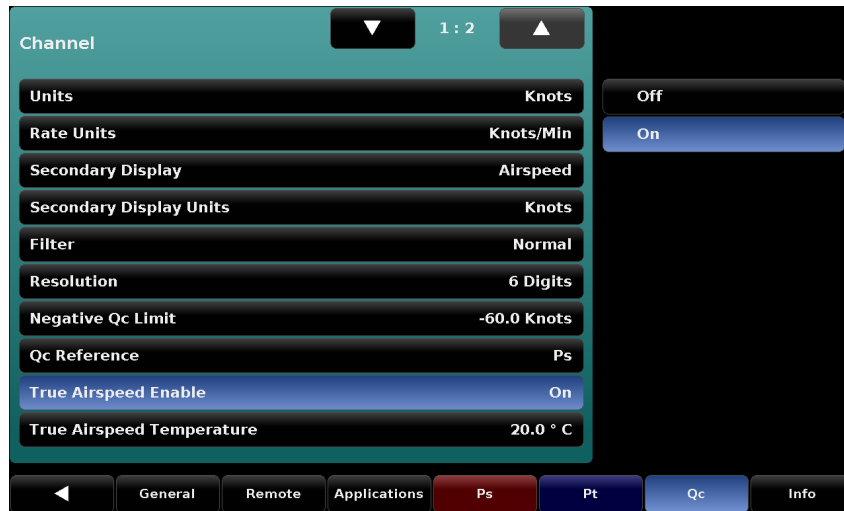 Channel
1 : 2
Units Knots
Rate Units Knots/Min
Secondary Display Airspeed
Secondary Display Units Knots
Filter Normal
Resolution 6 Digits
Negative Qc Limit -60.0 Knots
Qc Reference Ps
True Airspeed Enable On
True Airspeed Temperature 20.0 ° C
Off
On
General Remote Applications Ps Pt Qc Info